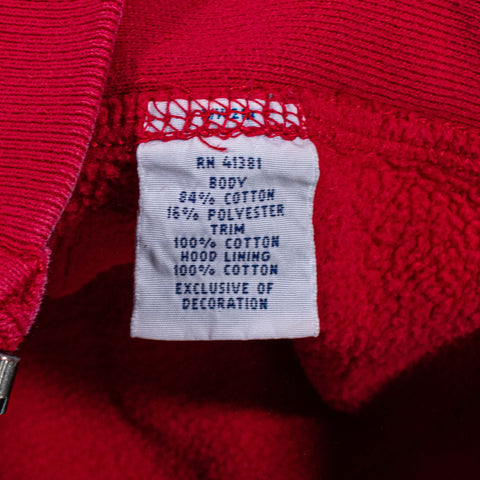 RN 41381
BODY
84% COTTON
16% POLYESTER
TRIM
100% COTTON
HOOD LINING
100% COTTON
EXCLUSIVE OF
DECORATION